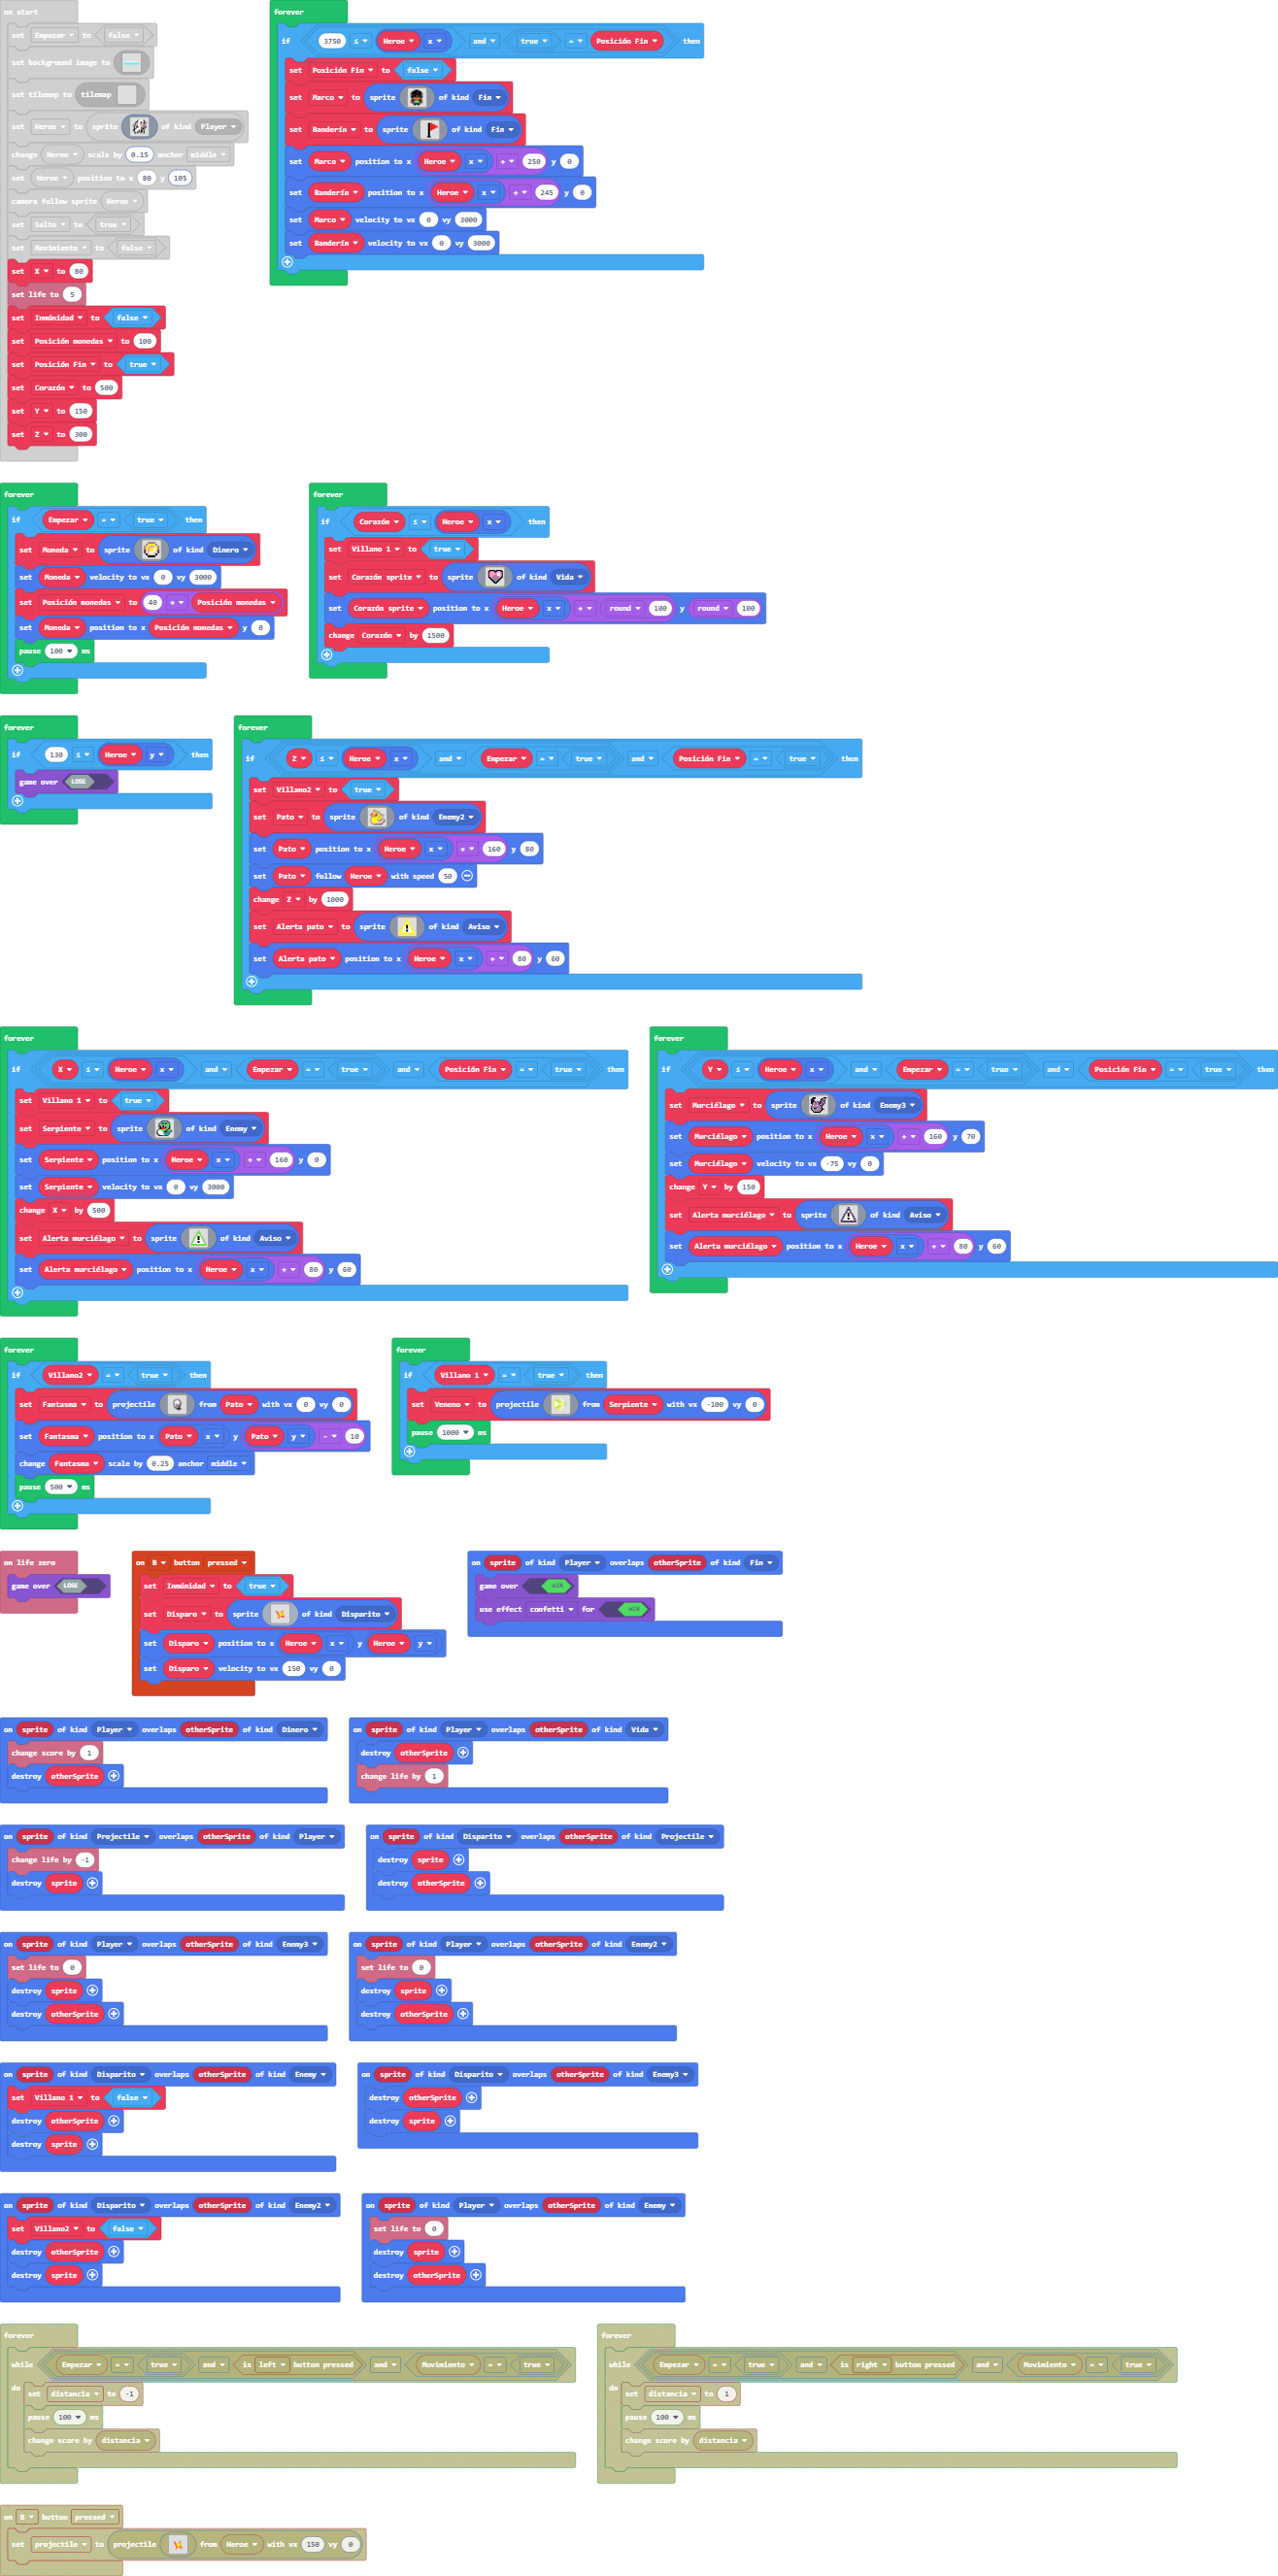 on start
set Empezar to false
set background image to
set tilemap to tilemap
set Heroe to sprite of kind Player
change Heroe scale by 0.15 anchor middle
set Heroe position to x 80 y 105
camera follow sprite Heroe
set Salto to true
set Movimiento to false
set X to 80
set life to 5
set Inmúnidad to false
set Posición monedas to 100
set Posición Fin to true
set Corazón to 500
set Y to 150
set Z to 300
forever
if 3750 ≤ Heroe x and true = Posición Fin then
set Posición Fin to false
set Marco to sprite of kind Fin
set Banderín to sprite of kind Fin
set Marco position to x Heroe x + 250 y 0
set Banderín position to x Heroe x + 245 y 0
set Marco velocity to vx 0 vy 3000
set Banderín velocity to vx 0 vy 3000
forever
if Empezar = true then
set Moneda to sprite of kind Dinero
set Moneda velocity to vx 0 vy 3000
set Posición monedas to 40 + Posición monedas
set Moneda position to x Posición monedas y 0
pause 100 ms
forever
if Corazón ≤ Heroe x then
set Villano 1 to true
set Corazón sprite to sprite of kind Vida
set Corazón sprite position to x Heroe x + round 100 y round 100
change Corazón by 1500
forever
if 130 ≤ Heroe y then
game over LOSE
forever
if Z ≤ Heroe x and Empezar = true and Posición Fin = true then
set Villano2 to true
set Pato to sprite of kind Enemy2
set Pato position to x Heroe x + 160 y 80
set Pato follow Heroe with speed 50
change Z by 1000
set Alerta pato to sprite of kind Aviso
set Alerta pato position to x Heroe x + 80 y 60
forever
if X ≤ Heroe x and Empezar = true and Posición Fin = true then
set Villano 1 to true
set Serpiente to sprite of kind Enemy
set Serpiente position to x Heroe x + 160 y 0
set Serpiente velocity to vx 0 vy 3000
change X by 500
set Alerta murciélago to sprite of kind Aviso
set Alerta murciélago position to x Heroe x + 80 y 60
forever
if Y ≤ Heroe x and Empezar = true and Posición Fin = true then
set Murciélago to sprite of kind Enemy3
set Murciélago position to x Heroe x + 160 y 70
set Murciélago velocity to vx -75 vy 0
change Y by 150
set Alerta murciélago to sprite of kind Aviso
set Alerta murciélago position to x Heroe x + 80 y 60
forever
if Villano2 = true then
set Fantasma to projectile from Pato with vx 0 vy 0
set Fantasma position to x Pato x y Pato y - 10
change Fantasma scale by 0.25 anchor middle
pause 500 ms
forever
if Villano 1 = true then
set Veneno to projectile from Serpiente with vx -100 vy 0
pause 1000 ms
on life zero
game over LOSE
on B button pressed
set Inmúnidad to true
set Disparo to sprite of kind Disparito
set Disparo position to x Heroe x y Heroe y
set Disparo velocity to vx 150 vy 0
on sprite of kind Player overlaps otherSprite of kind Fin
game over WIN
use effect confetti for WIN
on sprite of kind Player overlaps otherSprite of kind Dinero
change score by 1
destroy otherSprite
on sprite of kind Player overlaps otherSprite of kind Vida
destroy otherSprite
change life by 1
on sprite of kind Projectile overlaps otherSprite of kind Player
change life by -1
destroy sprite
on sprite of kind Disparito overlaps otherSprite of kind Projectile
destroy sprite
destroy otherSprite
on sprite of kind Player overlaps otherSprite of kind Enemy3
set life to 0
destroy sprite
destroy otherSprite
on sprite of kind Player overlaps otherSprite of kind Enemy2
set life to 0
destroy sprite
destroy otherSprite
on sprite of kind Disparito overlaps otherSprite of kind Enemy
set Villano 1 to false
destroy otherSprite
destroy sprite
on sprite of kind Disparito overlaps otherSprite of kind Enemy3
destroy otherSprite
destroy sprite
on sprite of kind Disparito overlaps otherSprite of kind Enemy2
set Villano2 to false
destroy otherSprite
destroy sprite
on sprite of kind Player overlaps otherSprite of kind Enemy
set life to 0
destroy sprite
destroy otherSprite
forever
while Empezar = true and is left button pressed and Movimiento = true
do set distancia to -1
pause 100 ms
change score by distancia
forever
while Empezar = true and is right button pressed and Movimiento = true
do set distancia to 1
pause 100 ms
change score by distancia
on B button pressed
set projectile to projectile from Heroe with vx 150 vy 0